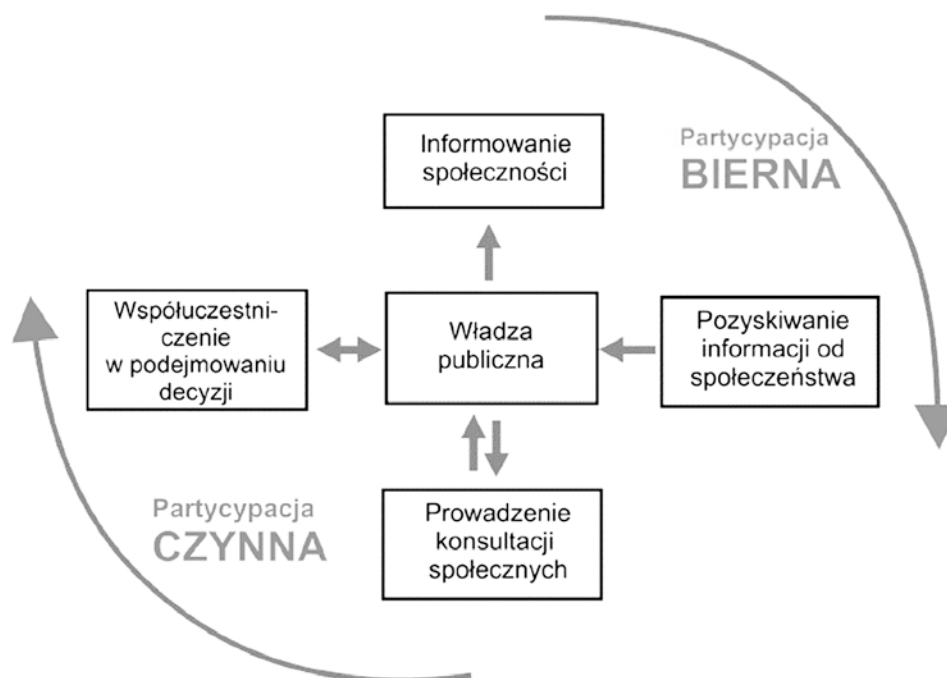 Informowanie
społeczności
Partycypacja
BIERNA
Współuczestni-
czenie
w podejmowaniu
decyzji
Władza
publiczna
Pozyskiwanie
informacji od
społeczeństwa
Partycypacja
CZYNNA
Prowadzenie
konsultacji
społecznych